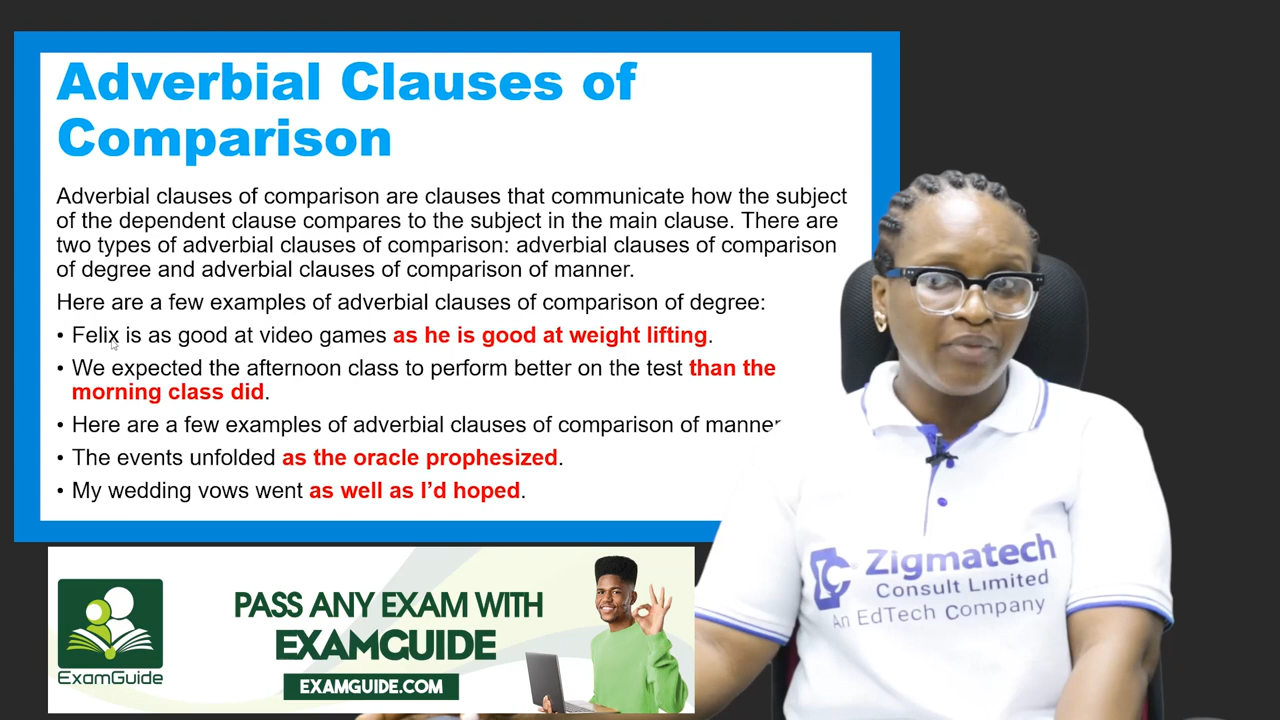 Adverbial Clauses of
Comparison
Adverbial clauses of comparison are clauses that communicate how the subject
of the dependent clause compares to the subject in the main clause. There are
two types of adverbial clauses of comparison: adverbial clauses of comparison
of degree and adverbial clauses of comparison of manner.
Here are a few examples of adverbial clauses of comparison of degree:
• Felix is as good at video games as he is good at weight lifting.
• We expected the afternoon class to perform better on the test than the
morning class did.
• Here are a few examples of adverbial clauses of comparison of manner
• The events unfolded as the oracle prophesized.
• My wedding vows went as well as I'd hoped.
Zigmatech
Consult Limited
An EdTech Company
ExamGuide
PASS ANY EXAM WITH
EXAMGUIDE
EXAMGUIDE.COM